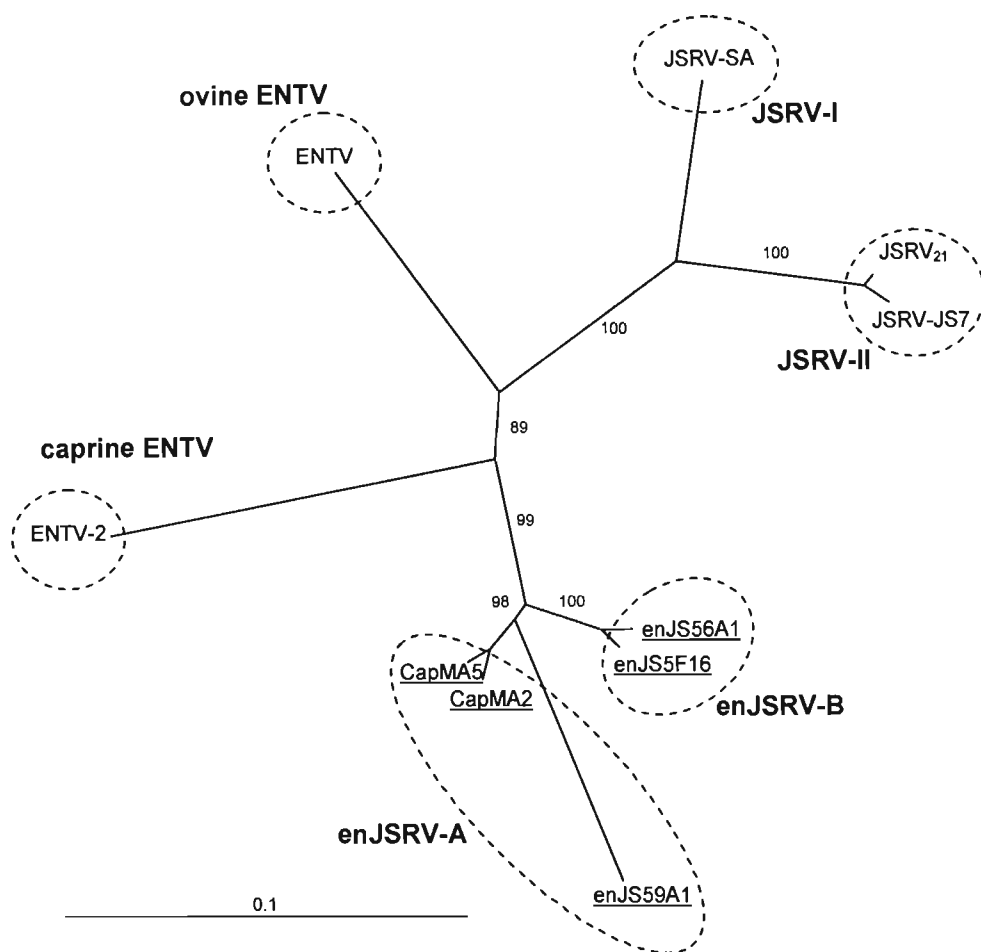 JSRV-SA
JSRV-I
ovine ENTV
ENTV
100
JSRV₂₁
JSRV-JS7
JSRV-II
100
89
caprine ENTV
ENTV-2
99
98
100
enJS56A1
enJS5F16
enJSRV-B
CapMA5
CapMA2
enJSRV-A
enJS59A1
0.1